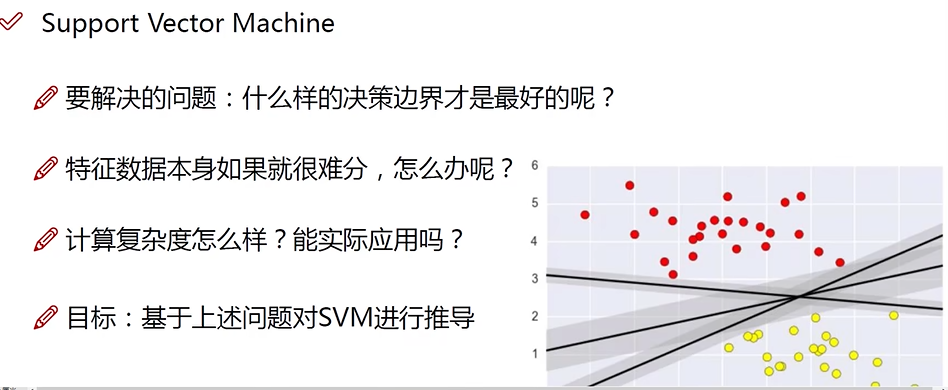 Support Vector Machine
要解决的问题：什么样的决策边界才是最好的呢？
特征数据本身如果就很难分，怎么办呢？
计算复杂度怎么样？能实际应用吗？
目标：基于上述问题对SVM进行推导
6
5
4
3
2
1